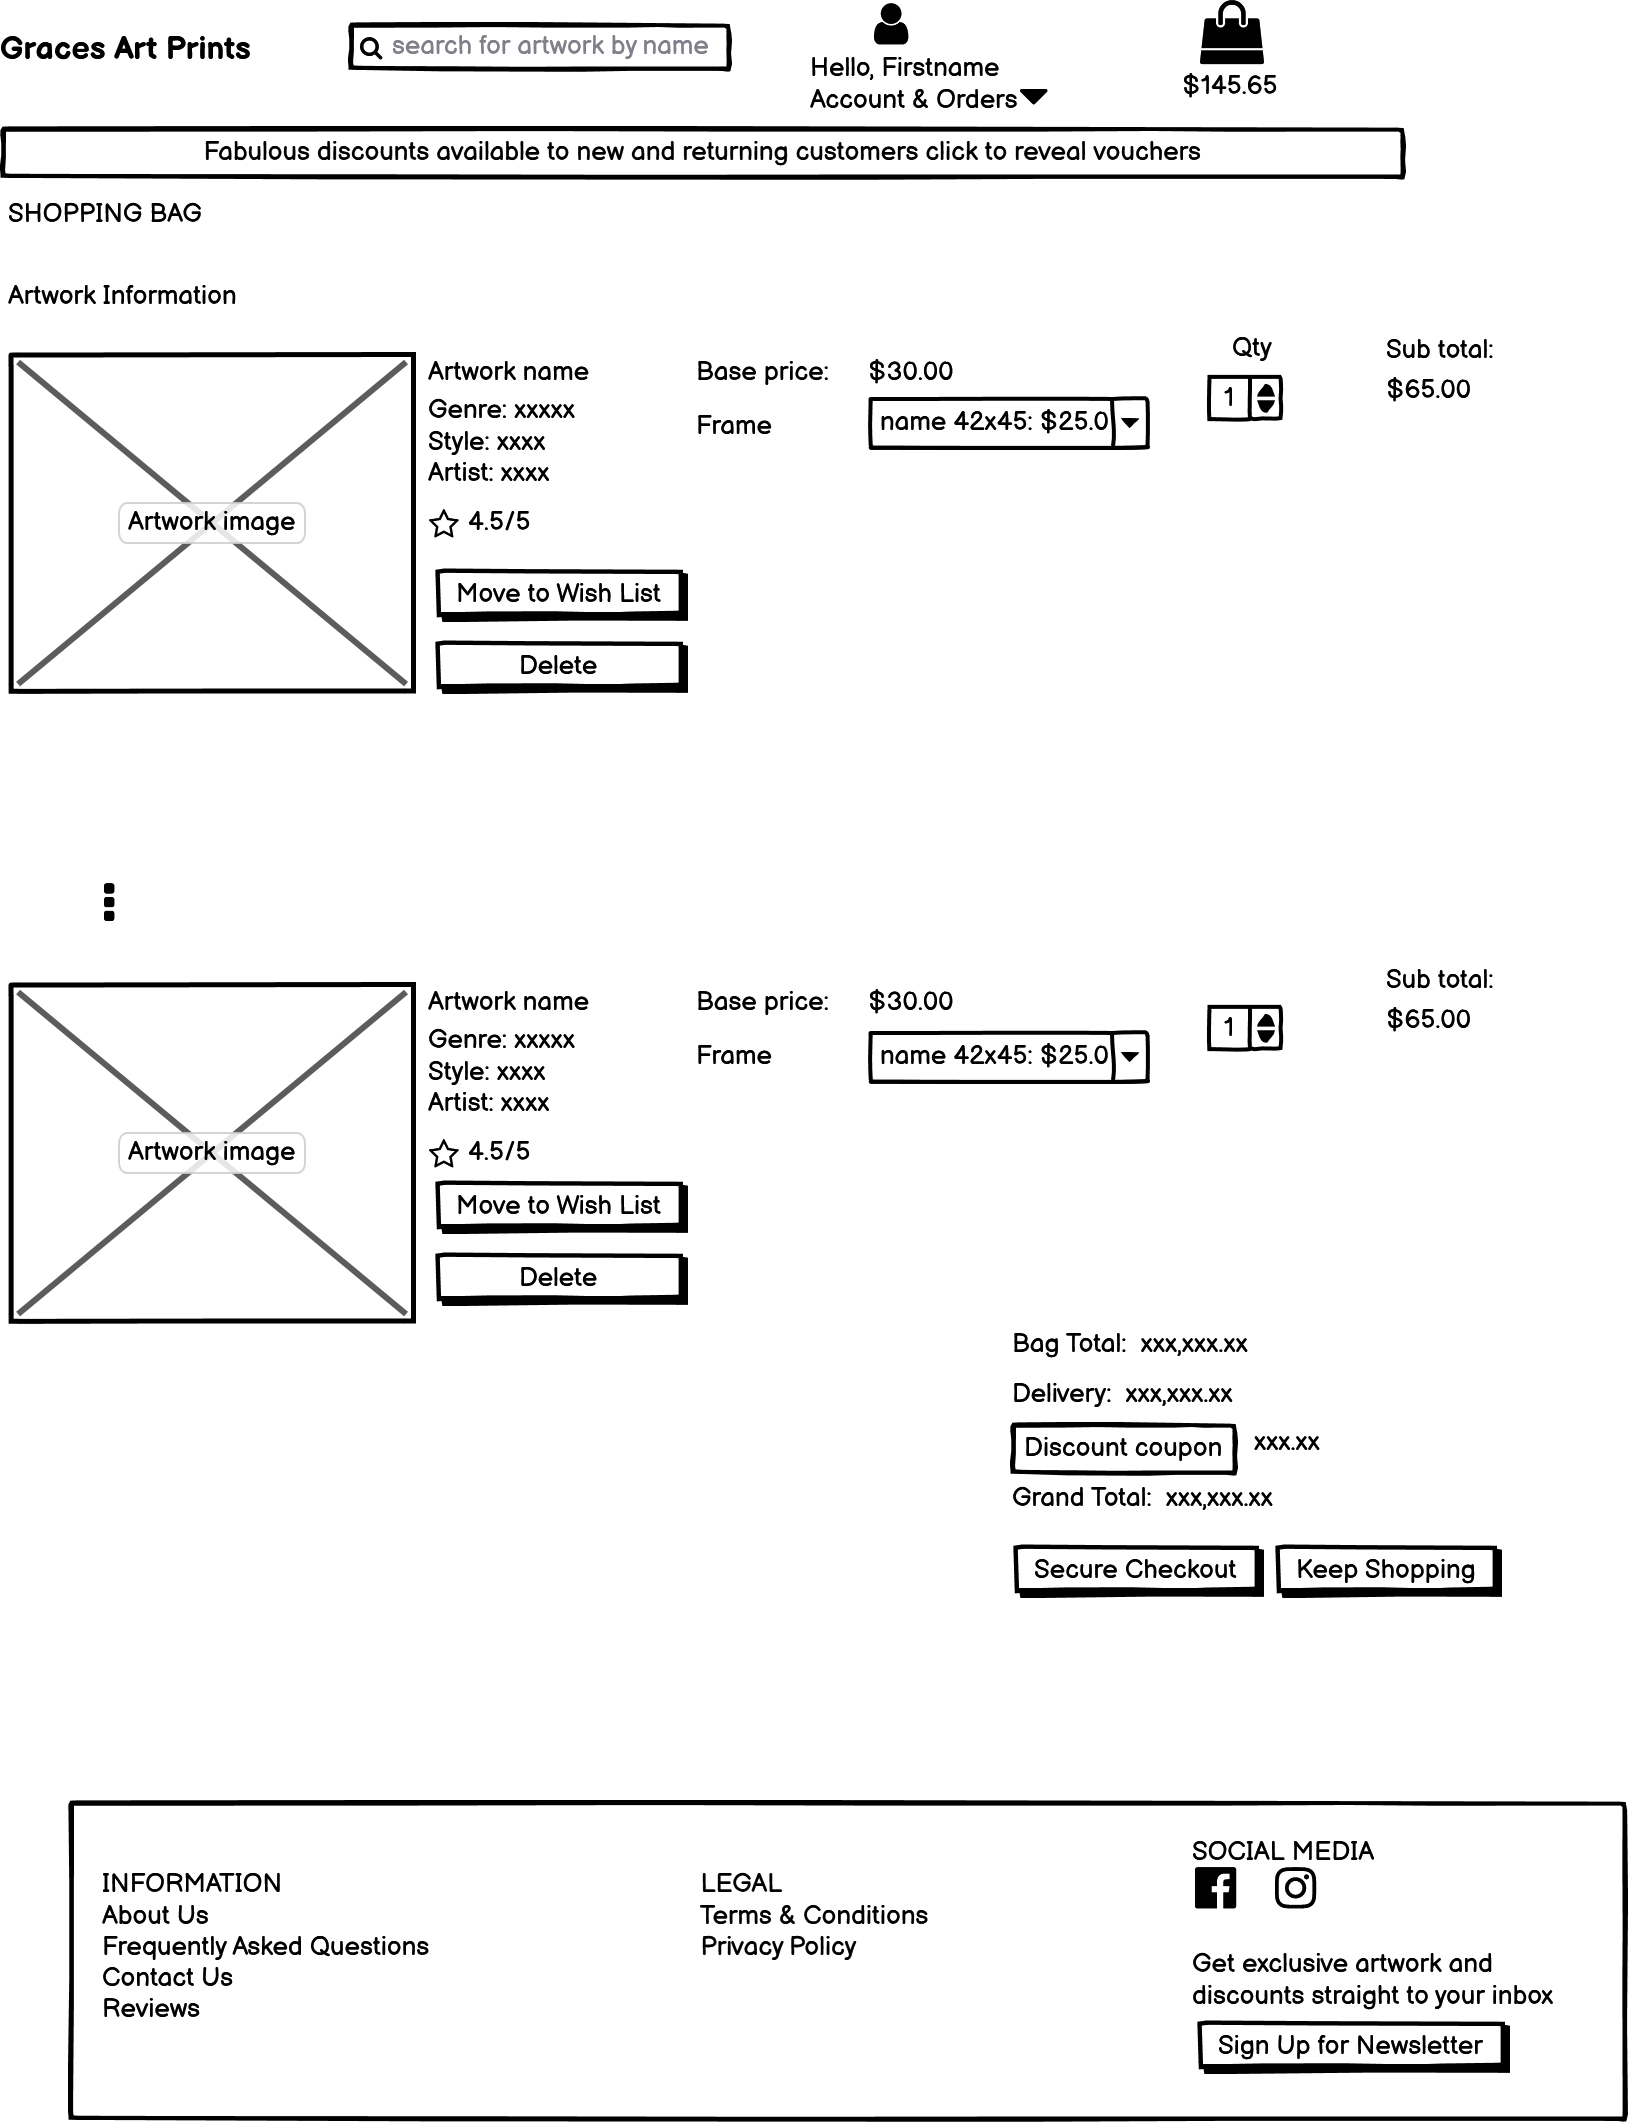 Graces Art Prints
search for artwork by name
Hello, Firstname
Account & Orders
$145.65
Fabulous discounts available to new and returning customers click to reveal vouchers
SHOPPING BAG
Artwork Information
Artwork image
Artwork name
Genre: xxxxx
Style: xxxx
Artist: xxxx
4.5/5
Move to Wish List
Delete
Base price: $30.00
Frame name 42x45: $25.0
Qty
1
Sub total:
$65.00
Artwork image
Artwork name
Genre: xxxxx
Style: xxxx
Artist: xxxx
4.5/5
Move to Wish List
Delete
Base price: $30.00
Frame name 42x45: $25.0
1
Sub total:
$65.00
Bag Total: xxx,xxx.xx
Delivery: xxx,xxx.xx
Discount coupon xxx.xx
Grand Total: xxx,xxx.xx
Secure Checkout
Keep Shopping
INFORMATION
About Us
Frequently Asked Questions
Contact Us
Reviews
LEGAL
Terms & Conditions
Privacy Policy
SOCIAL MEDIA
Get exclusive artwork and
discounts straight to your inbox
Sign Up for Newsletter